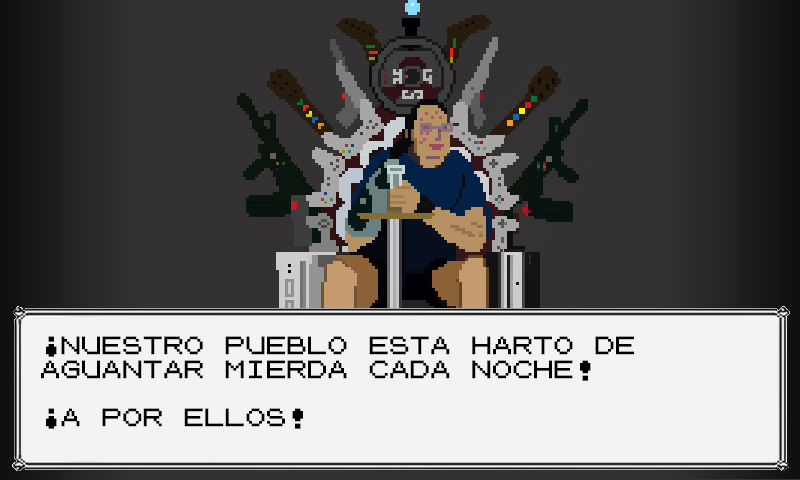 ¡NUESTRO PUEBLO ESTA HARTO DE
AGUANTAR MIERDA CADA NOCHE!
¡A POR ELLOS!